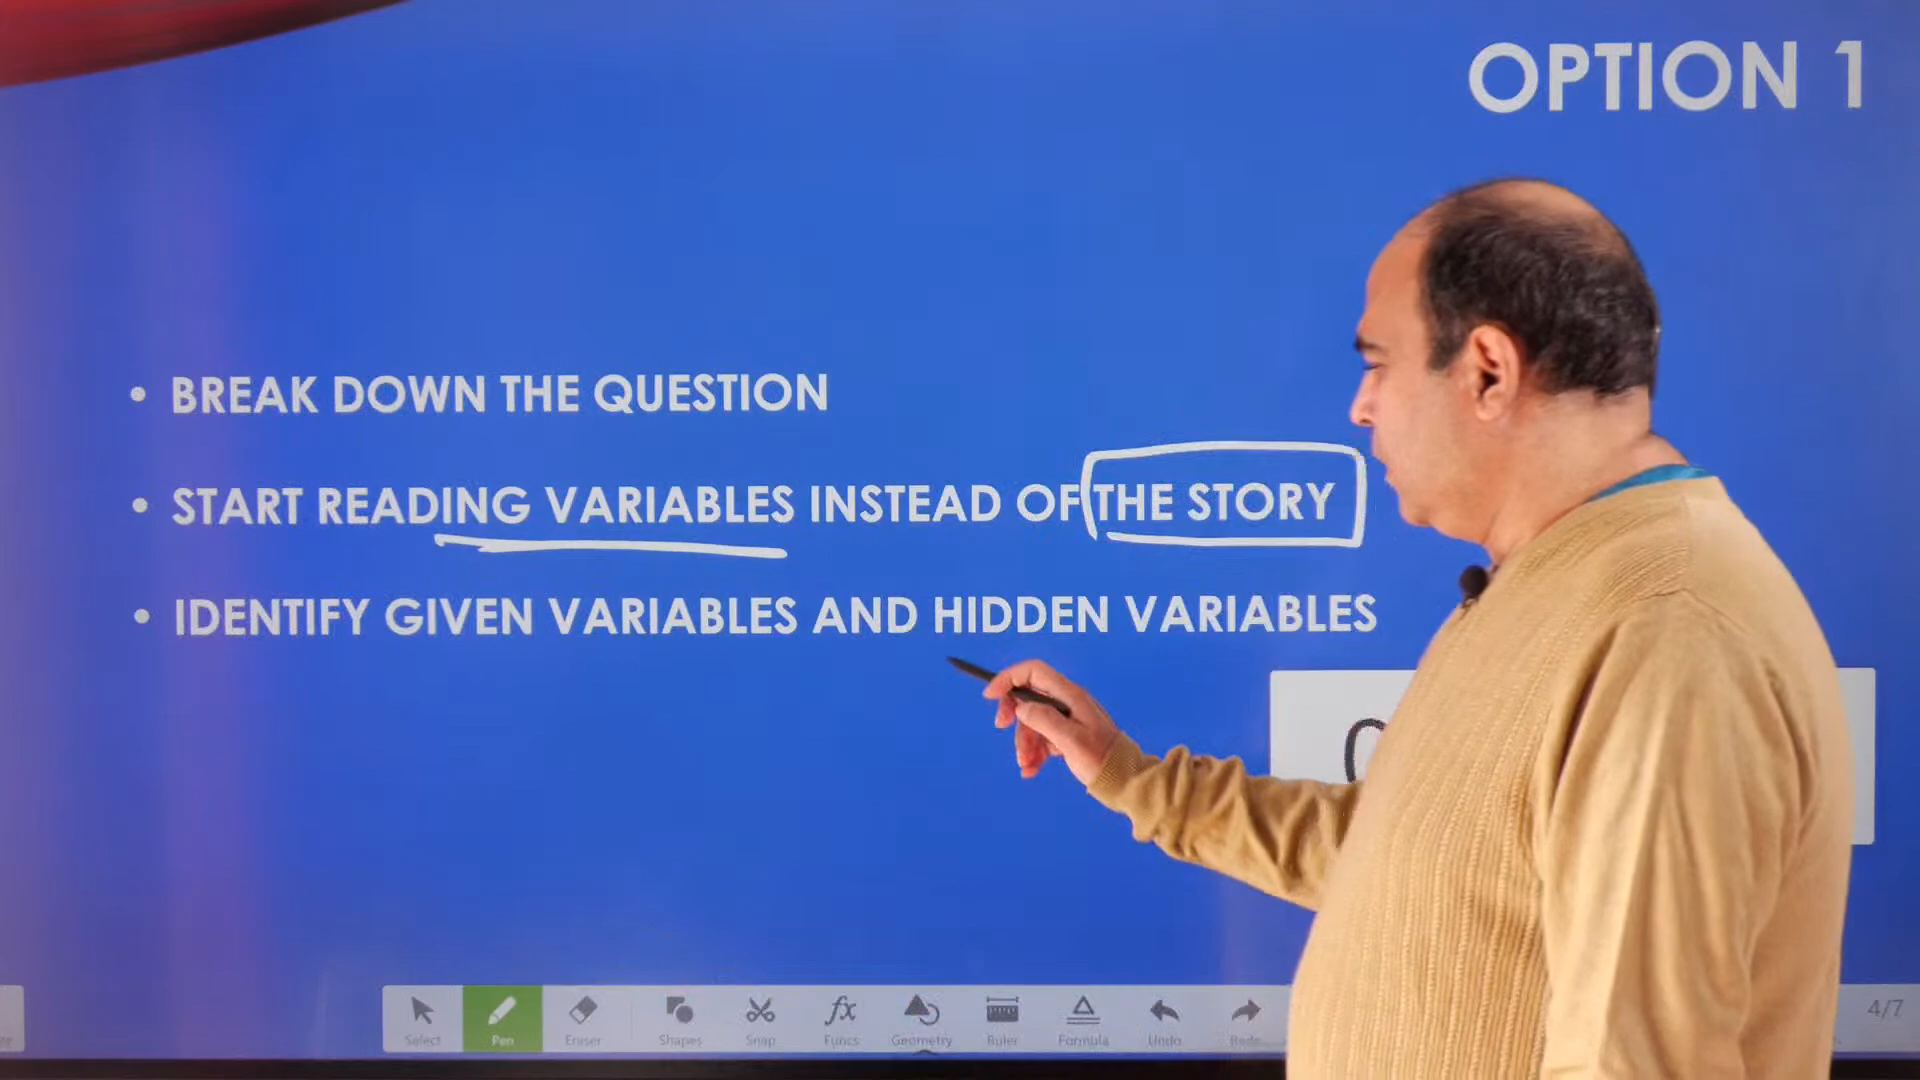 OPTION 1
• BREAK DOWN THE QUESTION
• START READING VARIABLES INSTEAD OF THE STORY
• IDENTIFY GIVEN VARIABLES AND HIDDEN VARIABLES
Select Pen Eraser Shapes Snap Funcs Geometry Ruler Formula Undo Redo
4/7